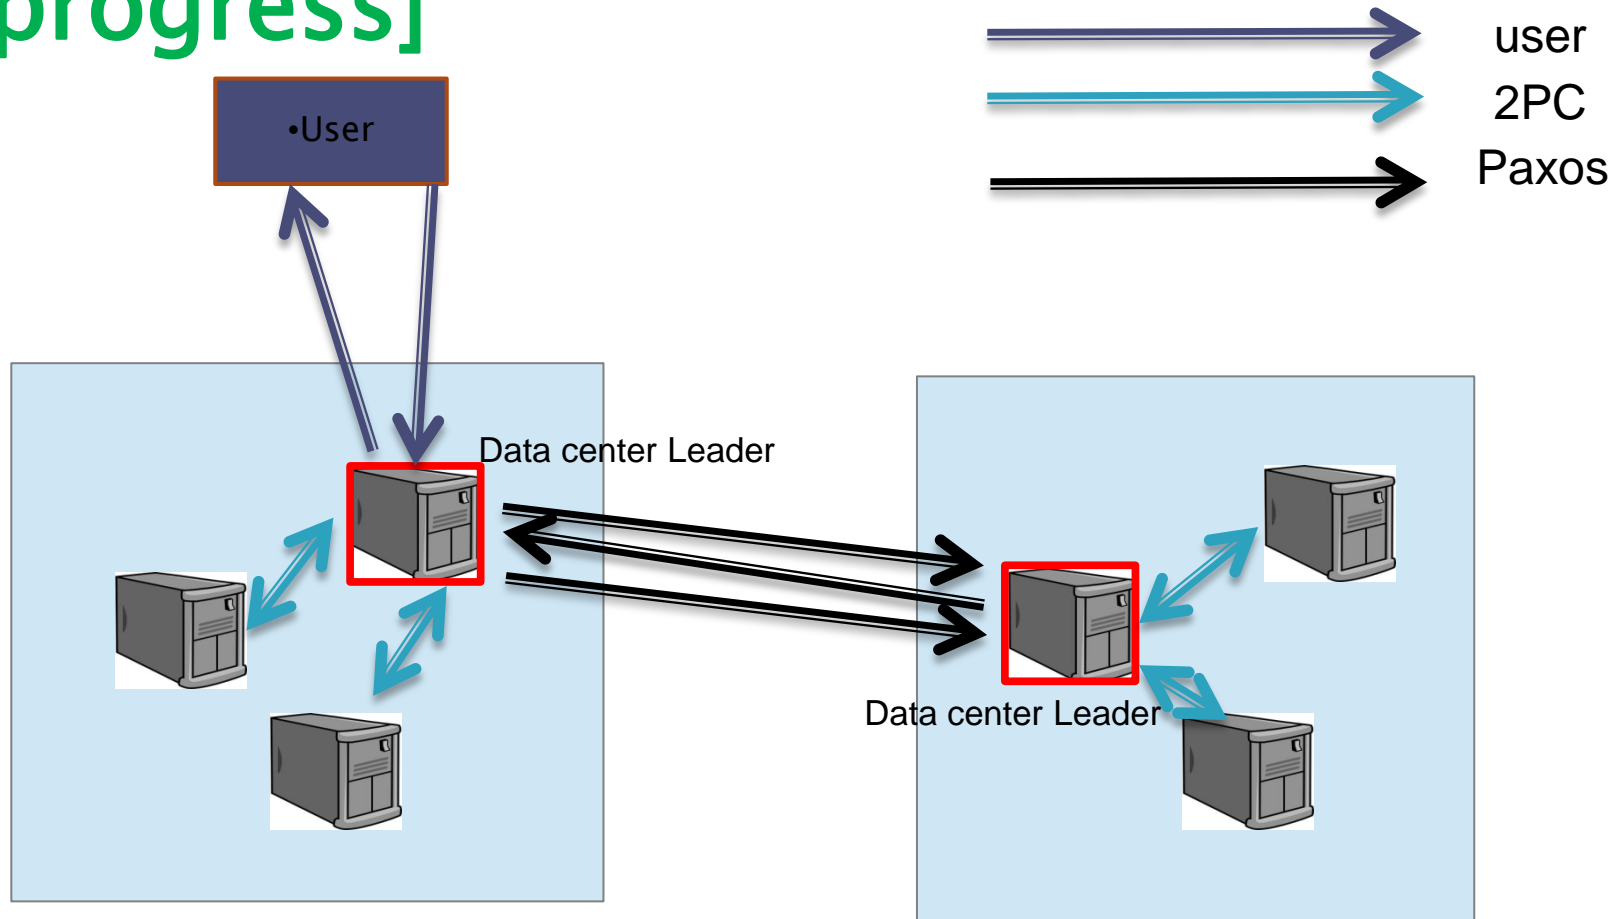 progress]
user
2PC
Paxos
•User
Data center Leader
Data center Leader